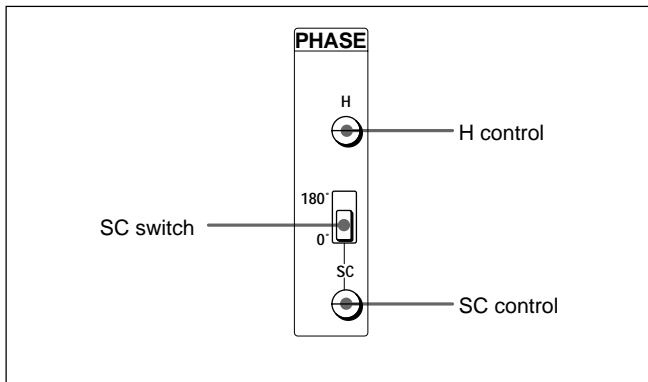 PHASE
H
H control
180°
SC switch
0°
SC
SC control